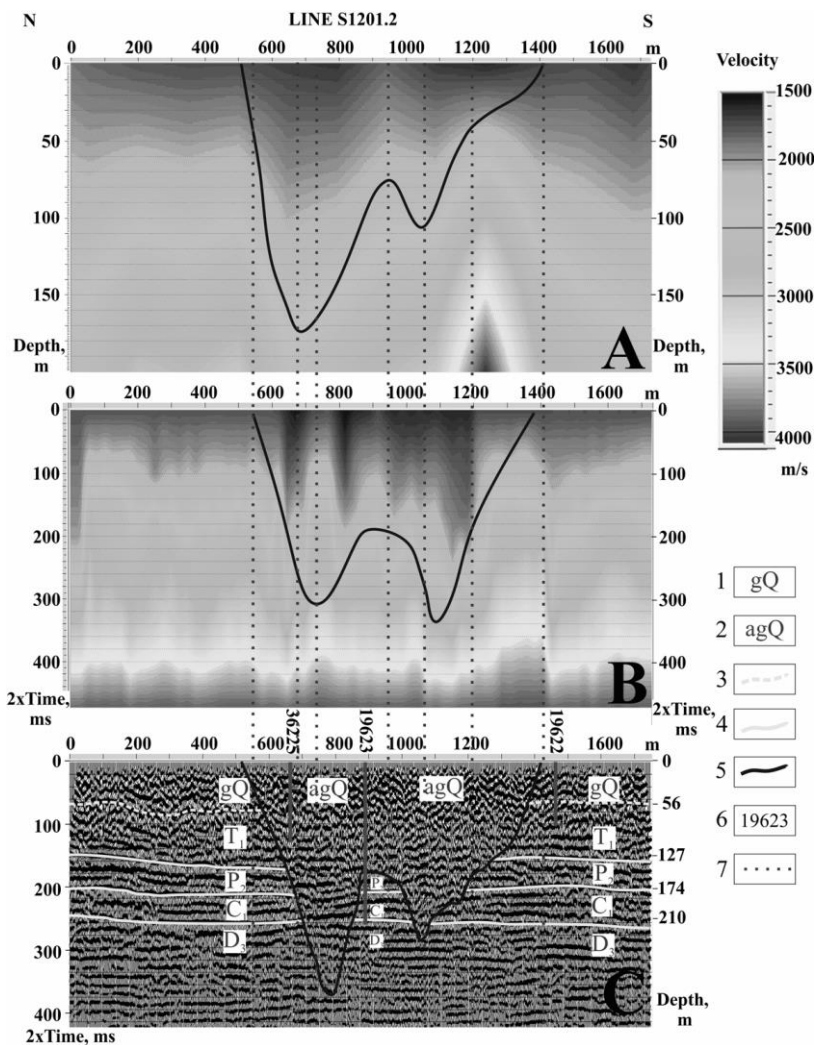 N LINE S1201.2 S
0 200 400 600 800 1000 1200 1400 1600 m
0 0
50 50
100 100
150 150
Depth, m Depth, m
A
Velocity
1500
2000
2500
3000
3500
4000
m/s
0 200 400 600 800 1000 1200 1400 1600 m
0 0
100 100
200 200
300 300
400 400
2xTime, ms 2xTime, ms
B
36225 19623 19622
0 200 400 600 800 1000 1200 1600 m
0 0
gQ agQ agQ gQ
56
100
T1 T1
127
P2 P P2
174
200
C1 C C1
210
D3 D D3
300
400
C
Depth, m
2xTime, ms
1 gQ
2 agQ
3
4
5
6 19623
7